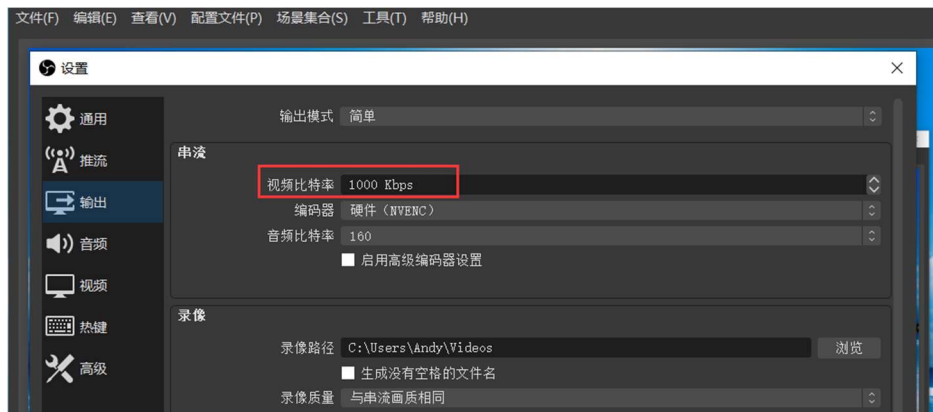 文件(F) 编辑(E) 查看(V) 配置文件(P) 场景集合(S) 工具(T) 帮助(H)
设置
通用
输出模式 简单
串流
推流
视频比特率 1000 Kbps
输出
编码器 硬件（NVENC）
音频比特率 160
音频
启用高级编码器设置
视频
录像
热键
录像路径 C:\Users\Andy\Videos 浏览
高级
生成没有空格的文件名
录像质量 与串流画质相同